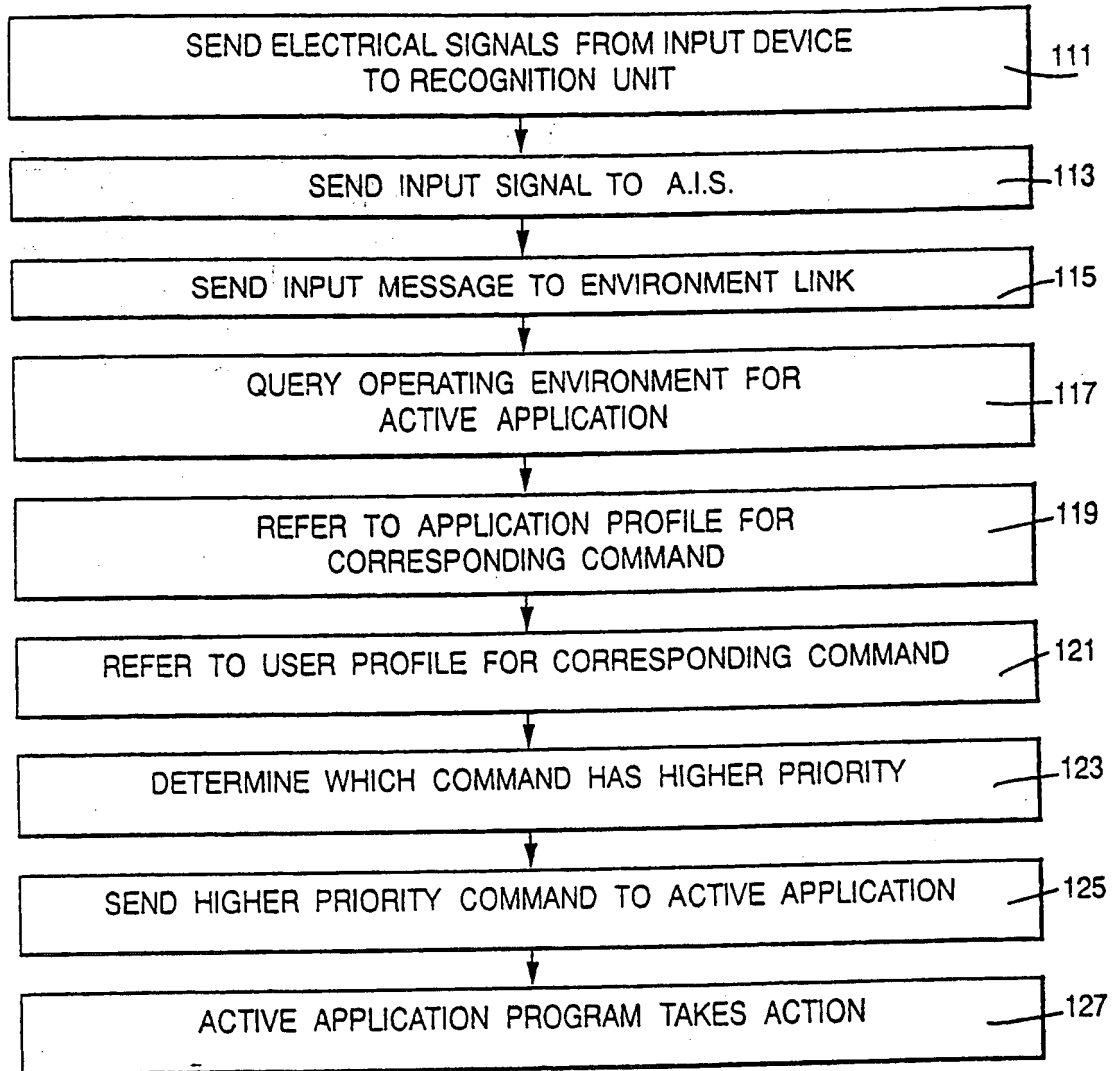 SEND ELECTRICAL SIGNALS FROM INPUT DEVICE
TO RECOGNITION UNIT
111
SEND INPUT SIGNAL TO A.I.S.
113
SEND INPUT MESSAGE TO ENVIRONMENT LINK
115
QUERY OPERATING ENVIRONMENT FOR
ACTIVE APPLICATION
117
REFER TO APPLICATION PROFILE FOR
CORRESPONDING COMMAND
119
REFER TO USER PROFILE FOR CORRESPONDING COMMAND
121
DETERMINE WHICH COMMAND HAS HIGHER PRIORITY
123
SEND HIGHER PRIORITY COMMAND TO ACTIVE APPLICATION
125
ACTIVE APPLICATION PROGRAM TAKES ACTION
127